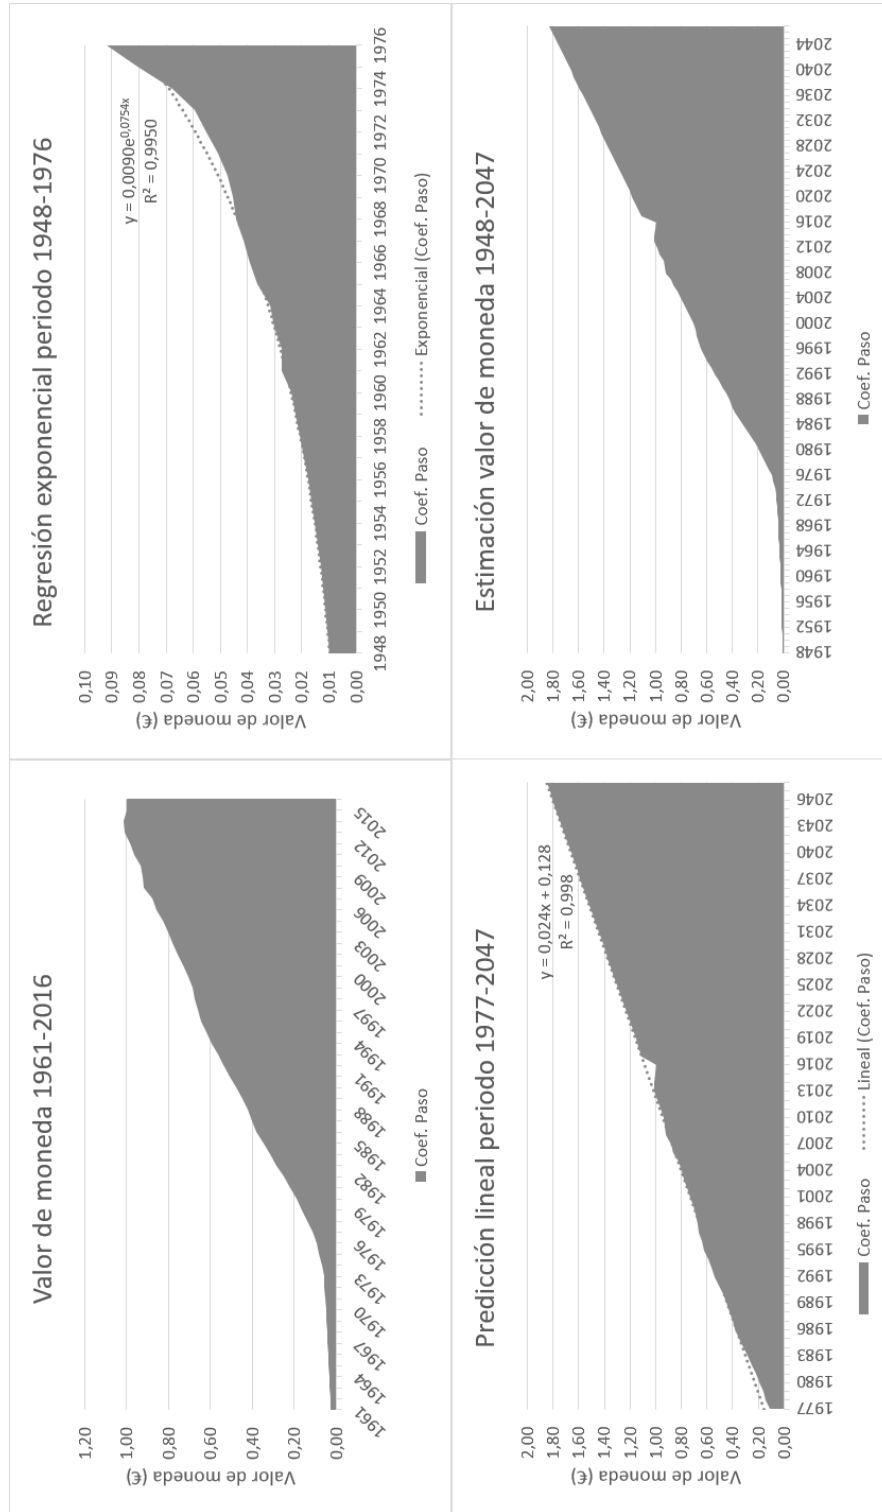 Valor de moneda 1961-2016
Valor de moneda (€)
1,20
1,00
0,80
0,60
0,40
0,20
0,00
1961 1964 1967 1970 1973 1976 1979 1982 1985 1988 1991 1994 1997 2000 2003 2006 2009 2012 2015
Coef. Paso
Regresión exponencial periodo 1948-1976
Valor de moneda (€)
0,10
0,09
0,08
0,07
0,06
0,05
0,04
0,03
0,02
0,01
0,00
y = 0,0090e^0,0754x
R² = 0,9950
1948 1950 1952 1954 1956 1958 1960 1962 1964 1966 1968 1970 1972 1974 1976
Coef. Paso Exponencial (Coef. Paso)
Predicción lineal periodo 1977-2047
Valor de moneda (€)
2,00
1,80
1,60
1,40
1,20
1,00
0,80
0,60
0,40
0,20
0,00
y = 0,024x + 0,128
R² = 0,998
1977 1980 1983 1986 1989 1992 1995 1998 2001 2004 2007 2010 2013 2016 2019 2022 2025 2028 2031 2034 2037 2040 2043 2046
Coef. Paso Lineal (Coef. Paso)
Estimación valor de moneda 1948-2047
Valor de moneda (€)
2,00
1,80
1,60
1,40
1,20
1,00
0,80
0,60
0,40
0,20
0,00
1948 1952 1956 1960 1964 1968 1972 1976 1980 1984 1988 1992 1996 2000 2004 2008 2012 2016 2020 2024 2028 2032 2036 2040 2044
Coef. Paso